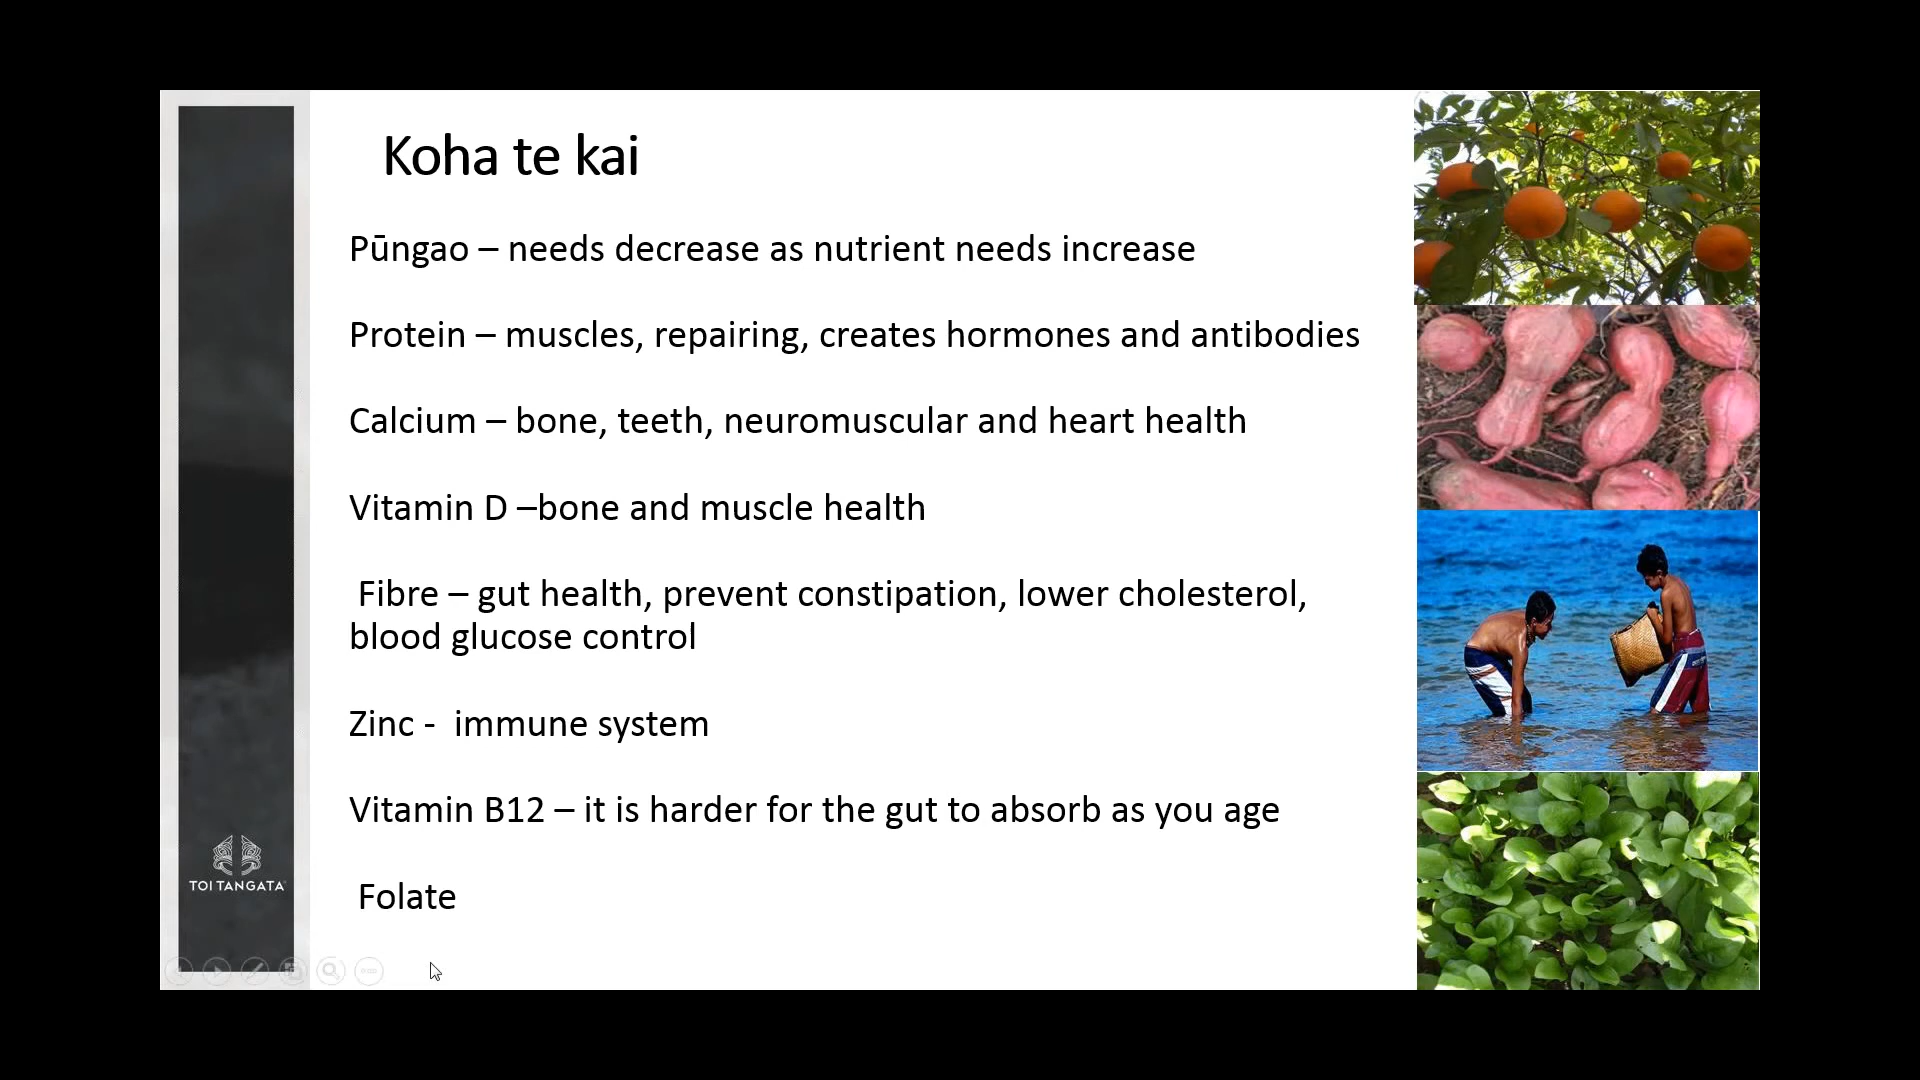 Koha te kai
Pūngao – needs decrease as nutrient needs increase
Protein – muscles, repairing, creates hormones and antibodies
Calcium – bone, teeth, neuromuscular and heart health
Vitamin D –bone and muscle health
Fibre – gut health, prevent constipation, lower cholesterol,
blood glucose control
Zinc -  immune system
Vitamin B12 – it is harder for the gut to absorb as you age
Folate
TOI TANGATA